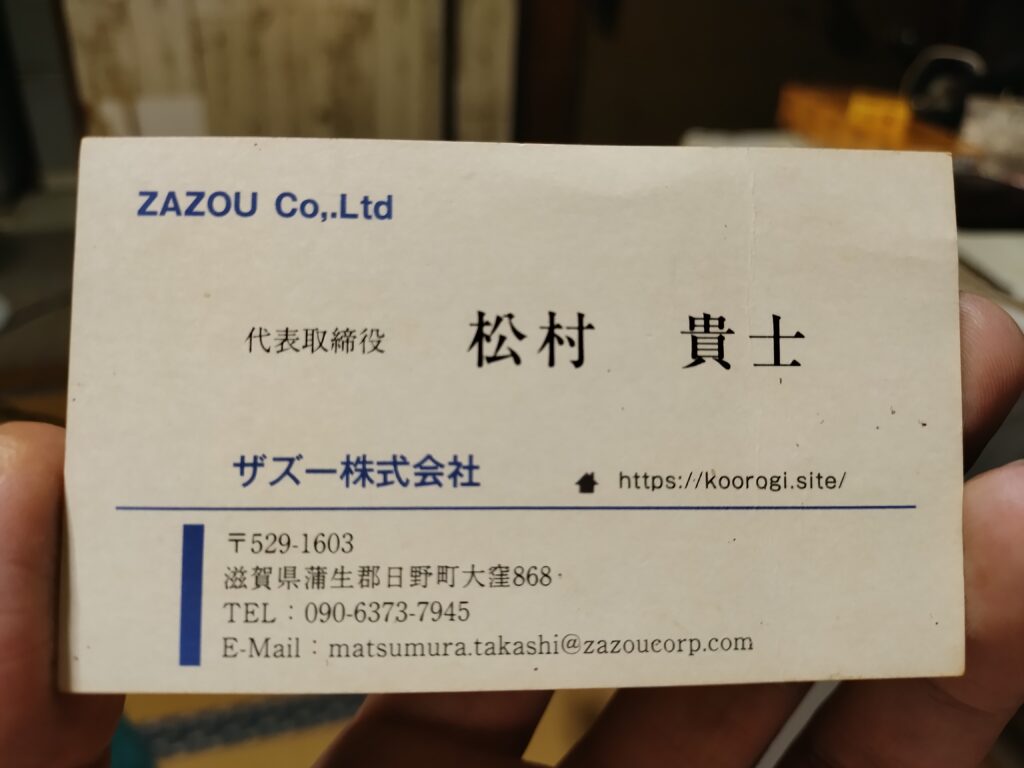 ZAZOU Co,.Ltd
代表取締役 松村 貴士
ザズー株式会社 https://koorogi.site/
〒529-1603
滋賀県蒲生郡日野町大窪868
TEL：090-6373-7945
E-Mail：matsumura.takashi@zazoucorp.com